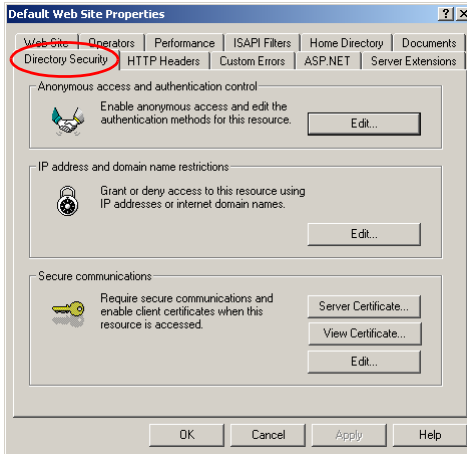 Default Web Site Properties
Web Site Operators Performance ISAPI Filters Home Directory Documents
Directory Security HTTP Headers Custom Errors ASP.NET Server Extensions
Anonymous access and authentication control
Enable anonymous access and edit the
authentication methods for this resource.
Edit...
IP address and domain name restrictions
Grant or deny access to this resource using
IP addresses or internet domain names.
Edit...
Secure communications
Require secure communications and
enable client certificates when this
resource is accessed.
Server Certificate...
View Certificate...
Edit...
OK Cancel Apply Help